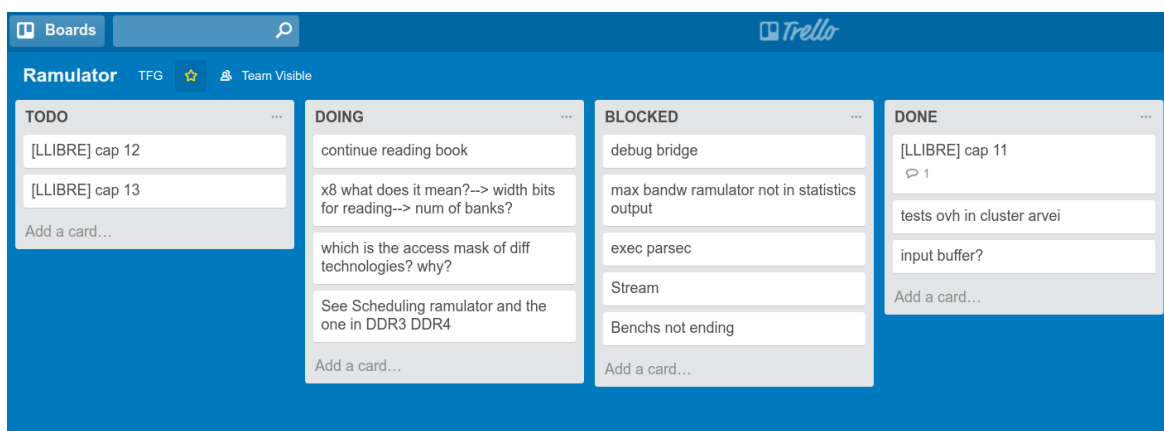 Boards
Trello
Ramulator TFG Team Visible
TODO
[LLIBRE] cap 12
[LLIBRE] cap 13
Add a card...
DOING
continue reading book
x8 what does it mean?--> width bits
for reading--> num of banks?
which is the access mask of diff
technologies? why?
See Scheduling ramulator and the
one in DDR3 DDR4
Add a card...
BLOCKED
debug bridge
max bandw ramulator not in statistics
output
exec parsec
Stream
Benchs not ending
Add a card...
DONE
[LLIBRE] cap 11
1
tests ovh in cluster arvei
input buffer?
Add a card...